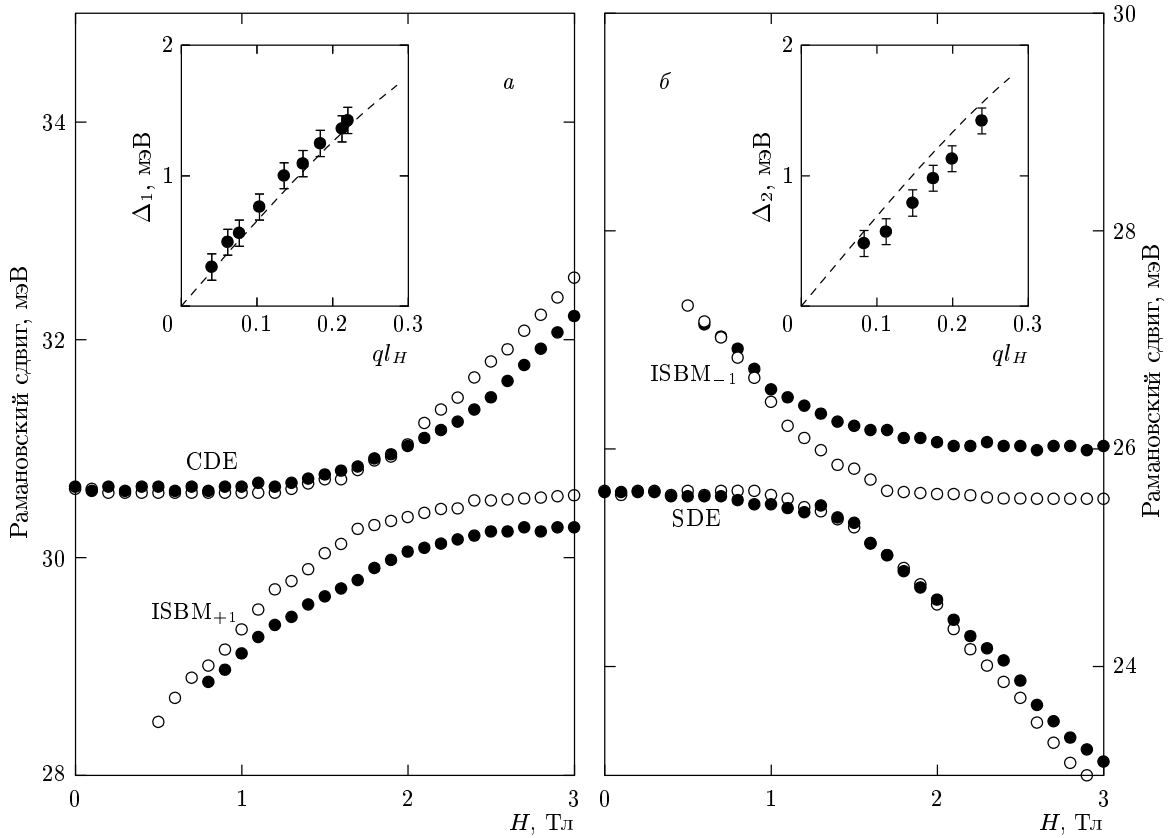 Рамановский сдвиг, мэВ
34
32
30
28
0
1
2
3
H, Тл
а
CDE
ISBM₊₁
Δ₁, мэВ
2
1
0
0.1
0.2
0.3
ql_H
б
ISBM₋₁
SDE
Δ₂, мэВ
2
1
0
0.1
0.2
0.3
ql_H
0
1
2
3
H, Тл
30
28
26
24
Рамановский сдвиг, мэВ